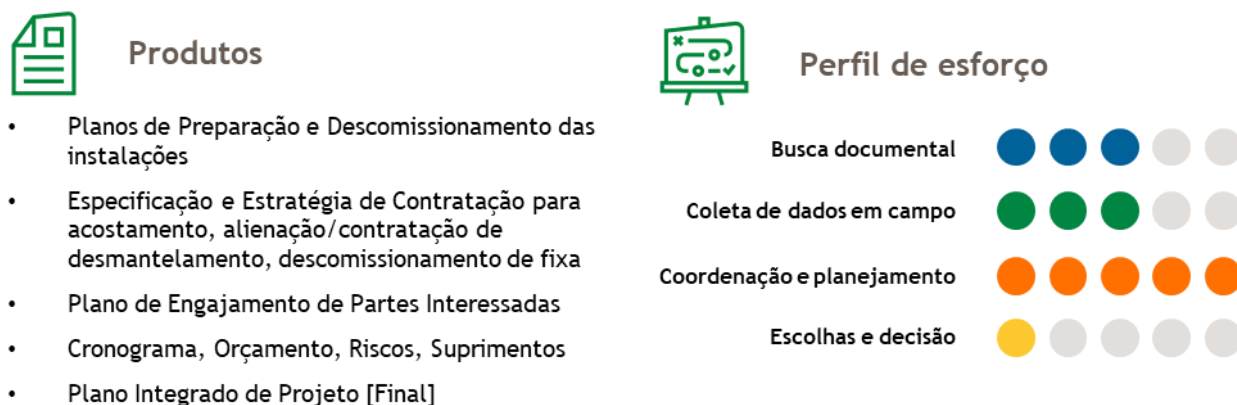 Produtos
• Planos de Preparação e Descomissionamento das
instalações
• Especificação e Estratégia de Contratação para
acostamento, alienação/contratação de
desmantelamento, descomissionamento de fixa
• Plano de Engajamento de Partes Interessadas
• Cronograma, Orçamento, Riscos, Suprimentos
• Plano Integrado de Projeto [Final]
Perfil de esforço
Busca documental
Coleta de dados em campo
Coordenação e planejamento
Escolhas e decisão